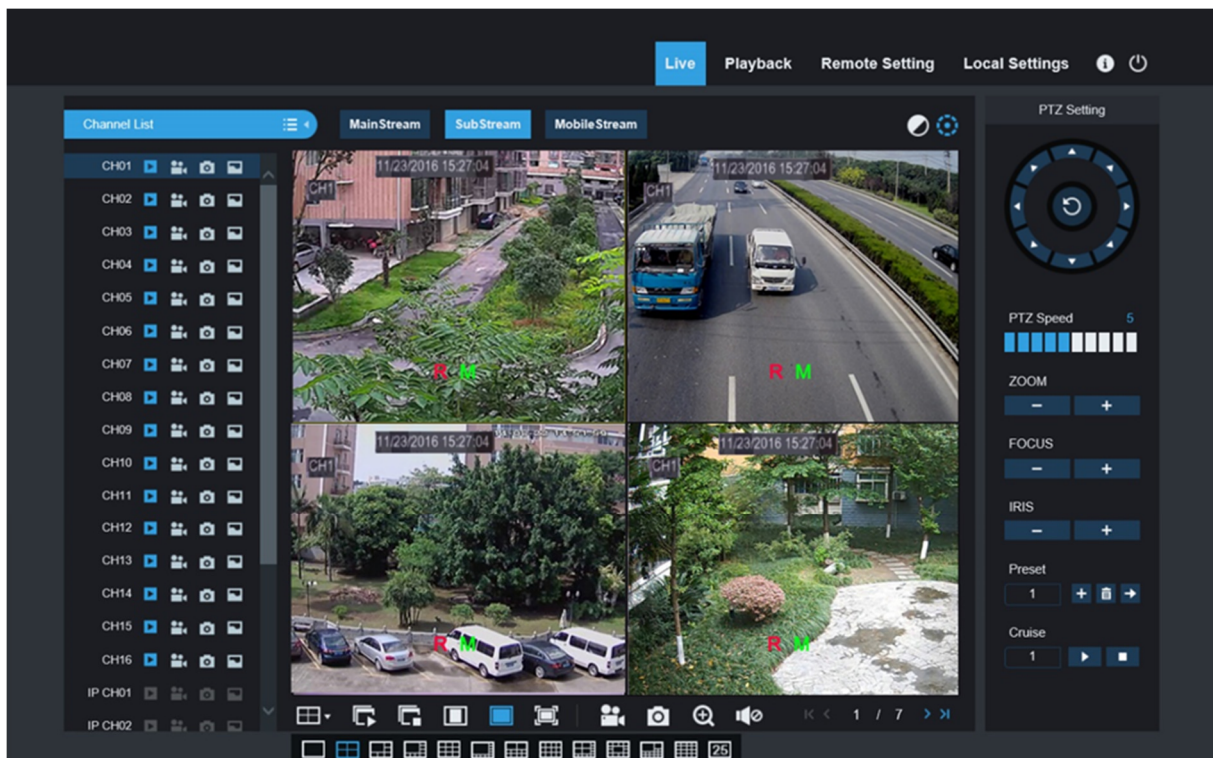 Live Playback Remote Setting Local Settings
Channel List
MainStream SubStream MobileStream
PTZ Setting
CH01
CH02
CH03
CH04
CH05
CH06
CH07
CH08
CH09
CH10
CH11
CH12
CH13
CH14
CH15
CH16
IP CH01
IP CH02
11/23/2016 15:27:04
CH1
R M
11/23/2016 15:27:04
CH1
R M
11/23/2016 15:27:04
CH1
R M
11/23/2016 15:27:04
CH1
R M
PTZ Speed 5
ZOOM
- +
FOCUS
- +
IRIS
- +
Preset
1 +
Cruise
1
1 / 7
25